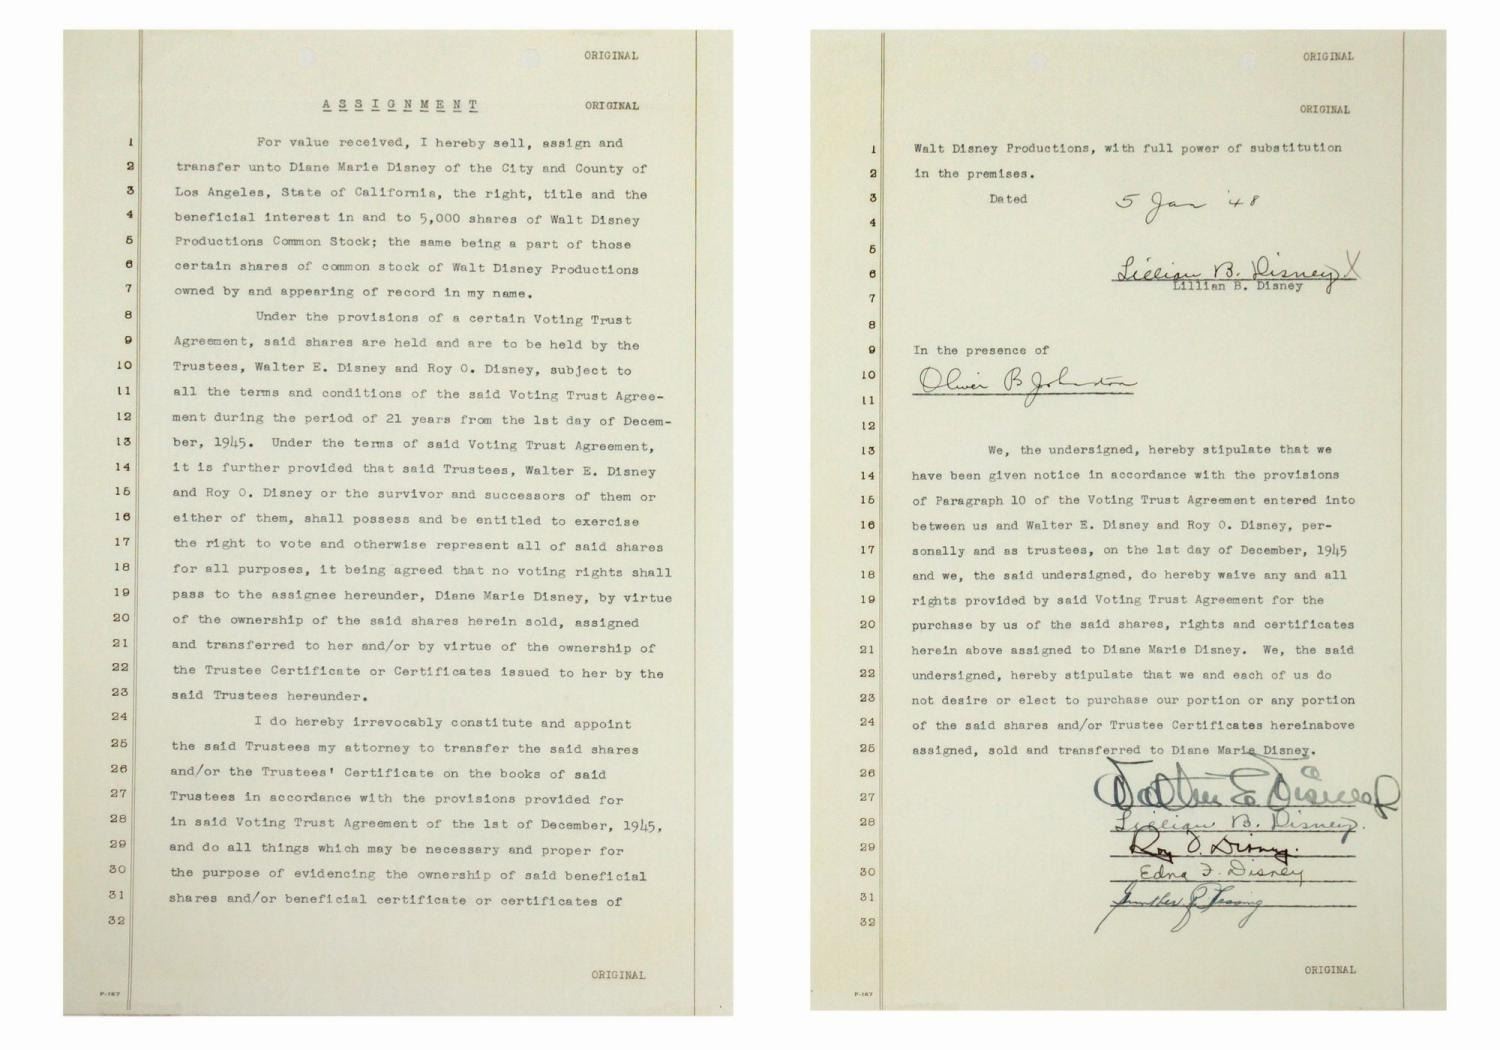 ORIGINAL
ASSIGNMENT ORIGINAL
1 For value received, I hereby sell, assign and
2 transfer unto Diane Marie Disney of the City and County of
3 Los Angeles, State of California, the right, title and the
4 beneficial interest in and to 5,000 shares of Walt Disney
5 Productions Common Stock; the same being a part of those
6 certain shares of common stock of Walt Disney Productions
7 owned by and appearing of record in my name.
8 Under the provisions of a certain Voting Trust
9 Agreement, said shares are held and are to be held by the
10 Trustees, Walter E. Disney and Roy O. Disney, subject to
11 all the terms and conditions of the said Voting Trust Agree-
12 ment during the period of 21 years from the 1st day of Decem-
13 ber, 1945. Under the terms of said Voting Trust Agreement,
14 it is further provided that said Trustees, Walter E. Disney
15 and Roy O. Disney or the survivor and successors of them or
16 either of them, shall possess and be entitled to exercise
17 the right to vote and otherwise represent all of said shares
18 for all purposes, it being agreed that no voting rights shall
19 pass to the assignee hereunder, Diane Marie Disney, by virtue
20 of the ownership of the said shares herein sold, assigned
21 and transferred to her and/or by virtue of the ownership of
22 the Trustee Certificate or Certificates issued to her by the
23 said Trustees hereunder.
24 I do hereby irrevocably constitute and appoint
25 the said Trustees my attorney to transfer the said shares
26 and/or the Trustees' Certificate on the books of said
27 Trustees in accordance with the provisions provided for
28 in said Voting Trust Agreement of the 1st of December, 1945,
29 and do all things which may be necessary and proper for
30 the purpose of evidencing the ownership of said beneficial
31 shares and/or beneficial certificate or certificates of
32
ORIGINAL
P-167
ORIGINAL
ORIGINAL
1 Walt Disney Productions, with full power of substitution
2 in the premises.
3 Dated 5 Jan '48
4
5
6 Lillian B. Disney X
Lillian B. Disney
7
8
9 In the presence of
10 Oliver B Johnston
11
12
13 We, the undersigned, hereby stipulate that we
14 have been given notice in accordance with the provisions
15 of Paragraph 10 of the Voting Trust Agreement entered into
16 between us and Walter E. Disney and Roy O. Disney, per-
17 sonally and as trustees, on the 1st day of December, 1945
18 and we, the said undersigned, do hereby waive any and all
19 rights provided by said Voting Trust Agreement for the
20 purchase by us of the said shares, rights and certificates
21 herein above assigned to Diane Marie Disney. We, the said
22 undersigned, hereby stipulate that we and each of us do
23 not desire or elect to purchase our portion or any portion
24 of the said shares and/or Trustee Certificates hereinabove
25 assigned, sold and transferred to Diane Marie Disney.
26
27 Walter E Disney
28 Lillian B. Disney.
29 Roy O. Disney.
30 Edna F. Disney
31 Gunther R Lessing
32
ORIGINAL
P-167